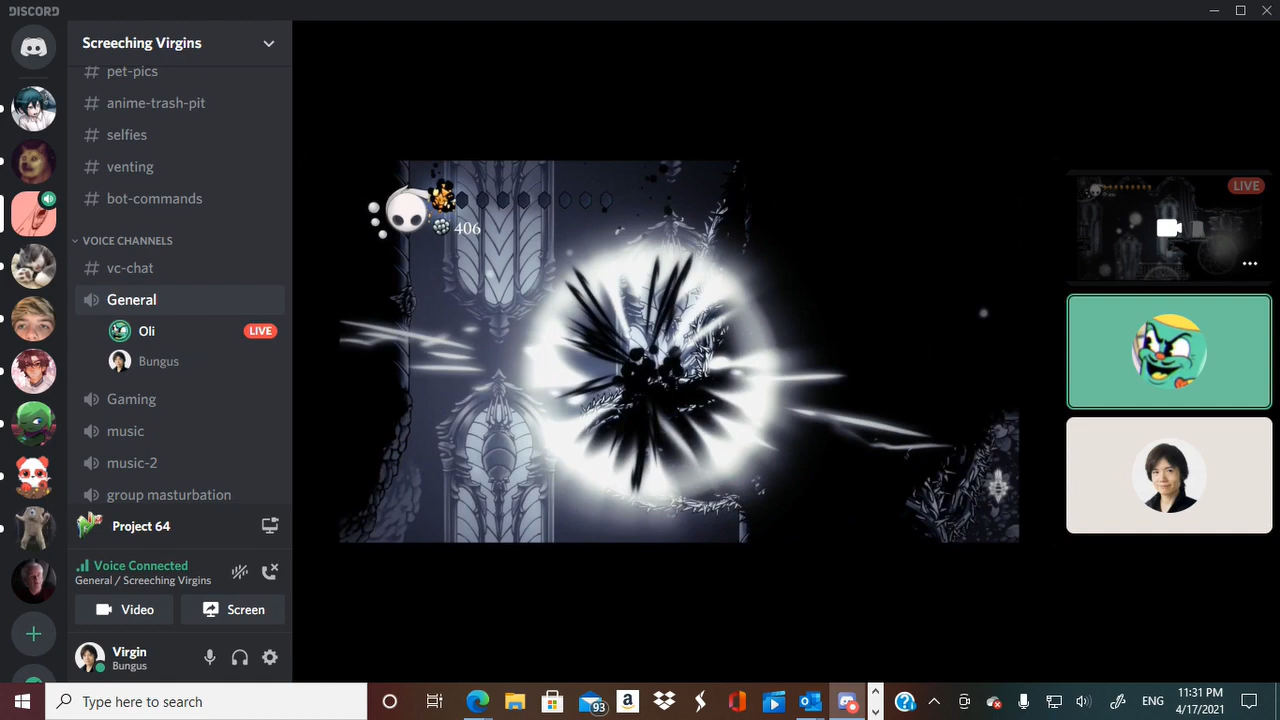 DISCORD
Screeching Virgins
# pet-pics
# anime-trash-pit
# selfies
# venting
# bot-commands
VOICE CHANNELS
# vc-chat
General
Oli LIVE
Bungus
Gaming
music
music-2
group masturbation
Project 64
Voice Connected
General / Screeching Virgins
Video Screen
Virgin
Bungus
406
LIVE
Type here to search
93
a
ENG
11:31 PM
4/17/2021